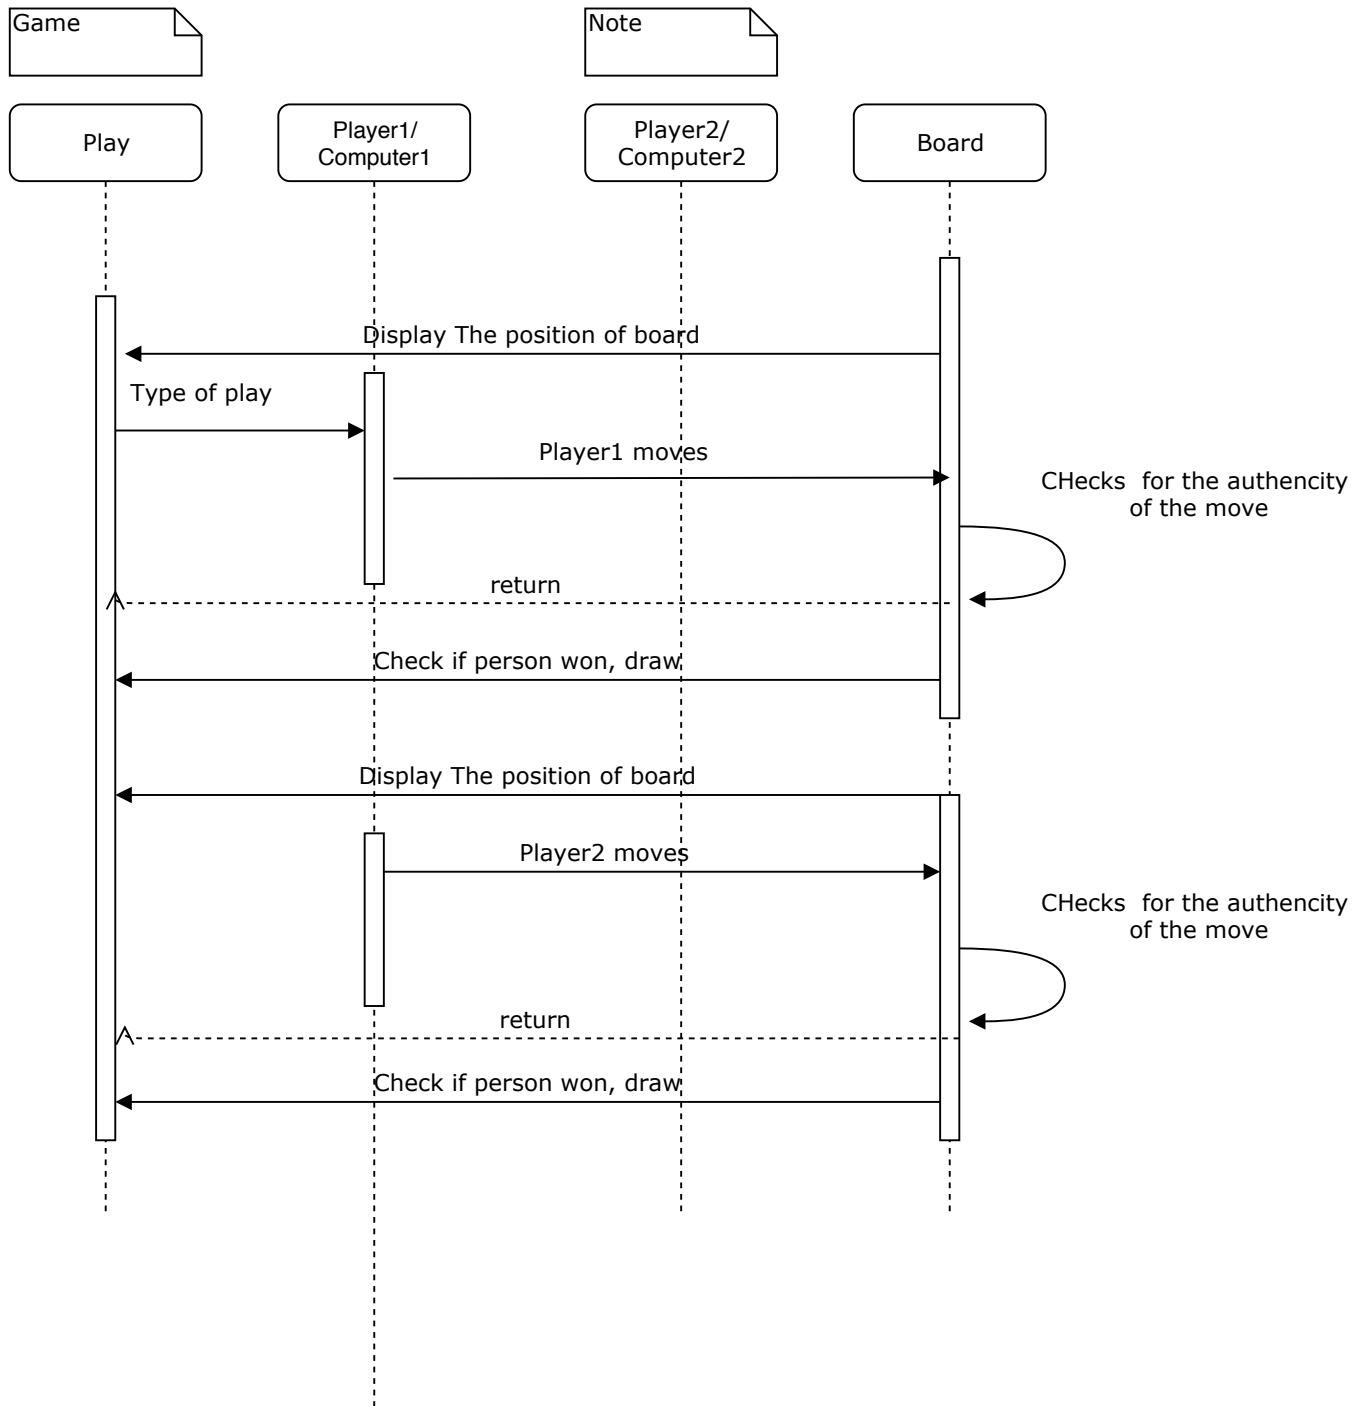 Game
Note
Play
Player1/
Computer1
Player2/
Computer2
Board
Display The position of board
Type of play
Player1 moves
CHecks  for the authencity
of the move
return
Check if person won, draw
Display The position of board
Player2 moves
CHecks  for the authencity
of the move
return
Check if person won, draw